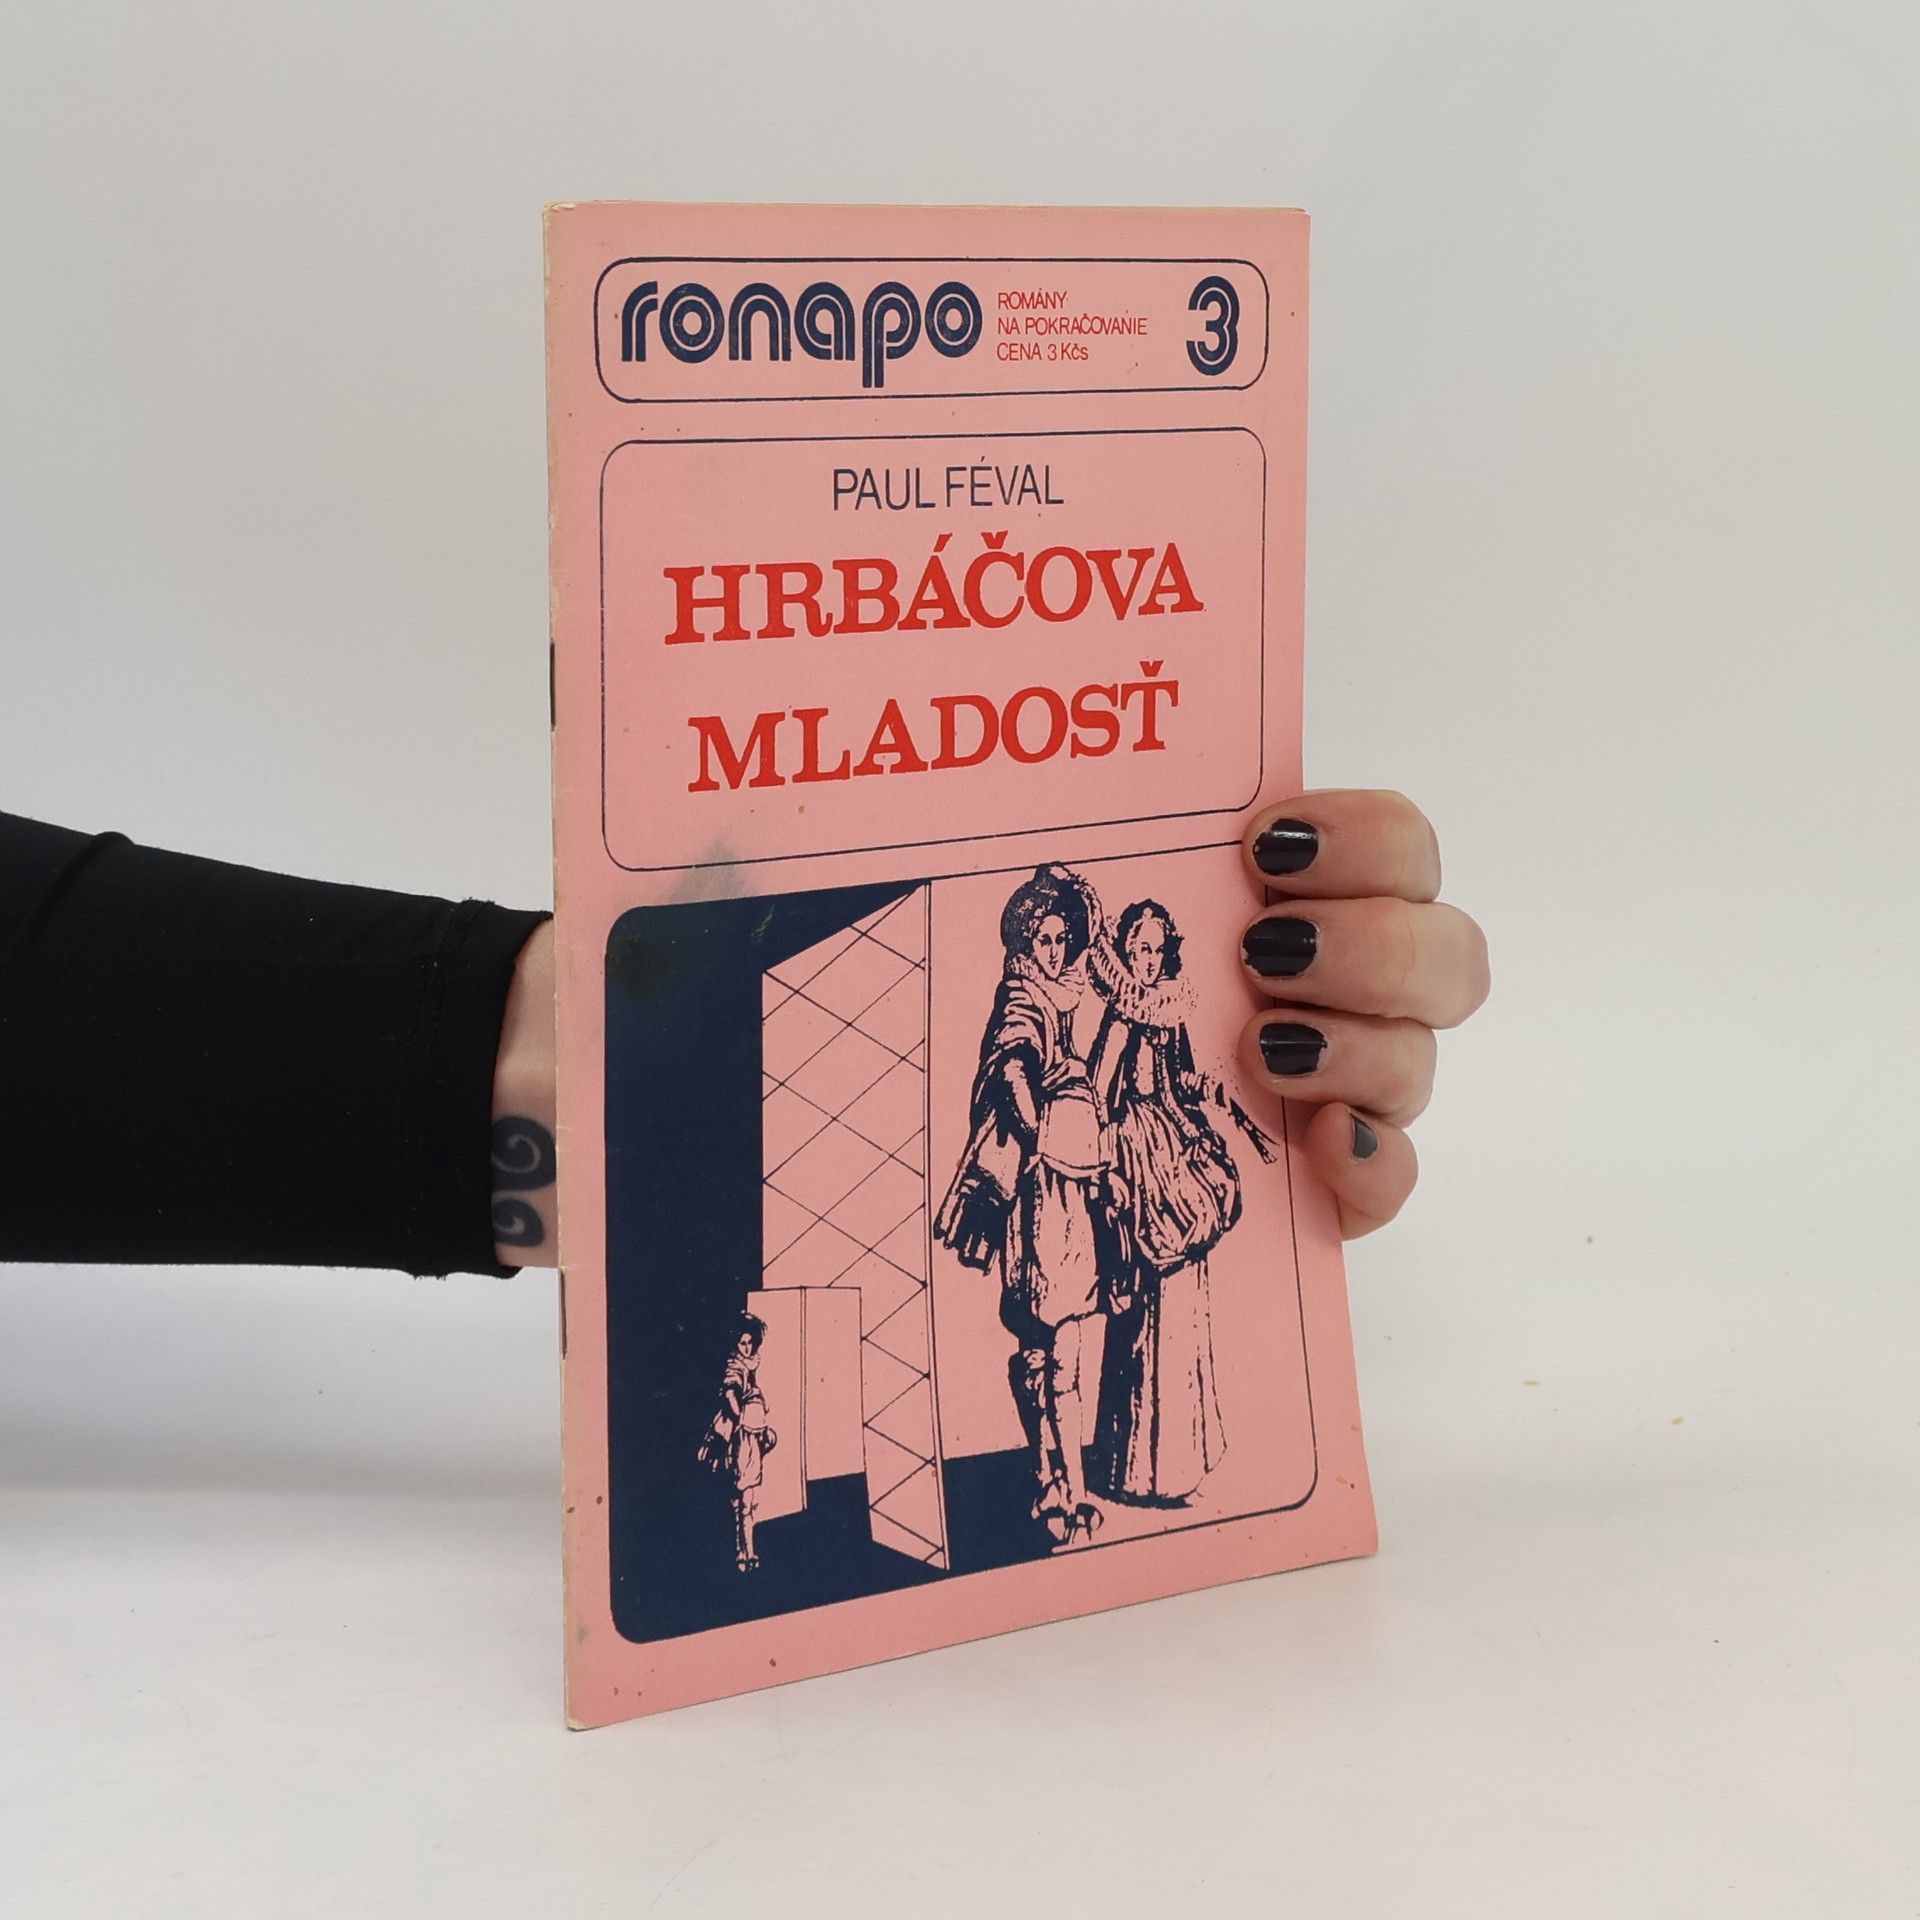 ronapo
ROMÁNY
NA POKRAČOVANIE
CENA 3 Kčs
3
PAUL FÉVAL
HRBÁČOVA
MLADOSŤ